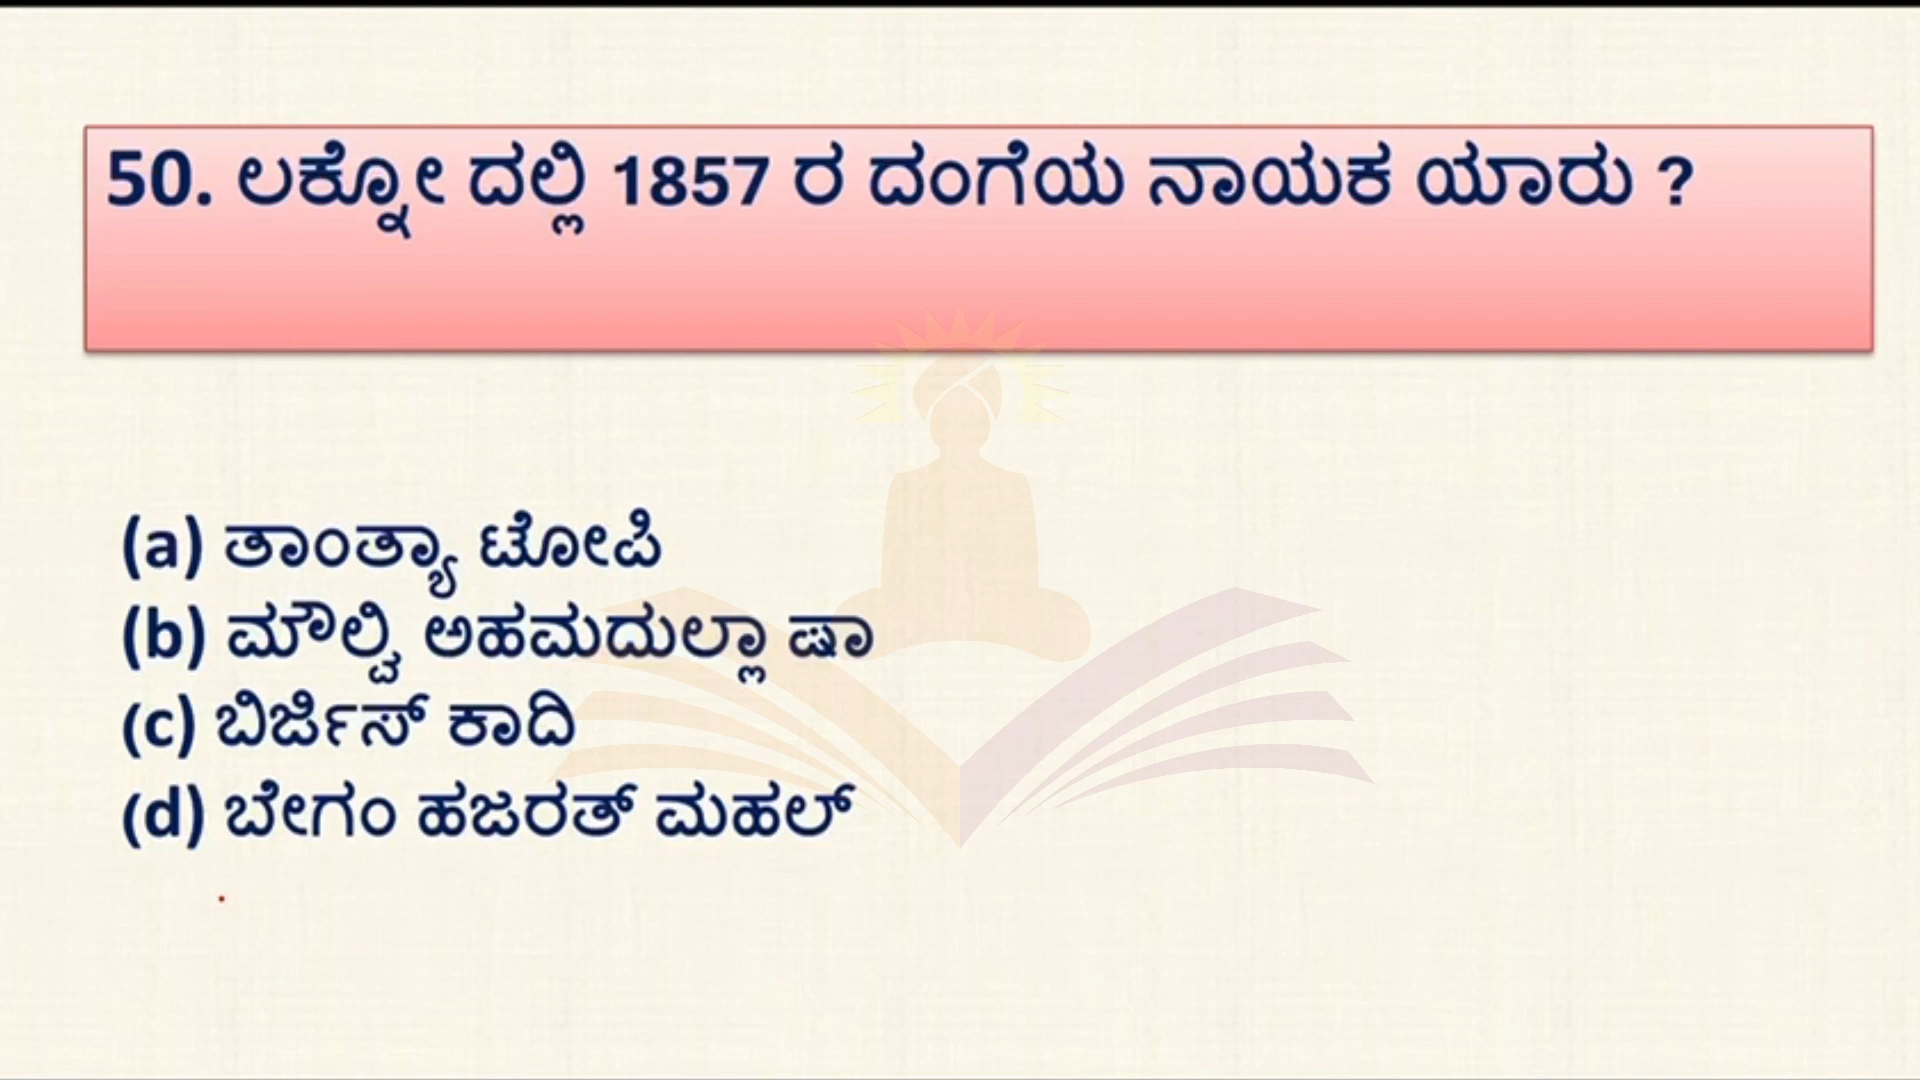 50. ಲಕ್ನೋ ದಲ್ಲಿ 1857 ರ ದಂಗೆಯ ನಾಯಕ ಯಾರು ?
(a) ತಾಂತ್ಯಾ ಟೋಪಿ
(b) ಮೌಲ್ವಿ ಅಹಮದುಲ್ಲಾ ಷಾ
(c) ಬಿರ್ಜಿಸ್ ಕಾದಿ
(d) ಬೇಗಂ ಹಜರತ್ ಮಹಲ್